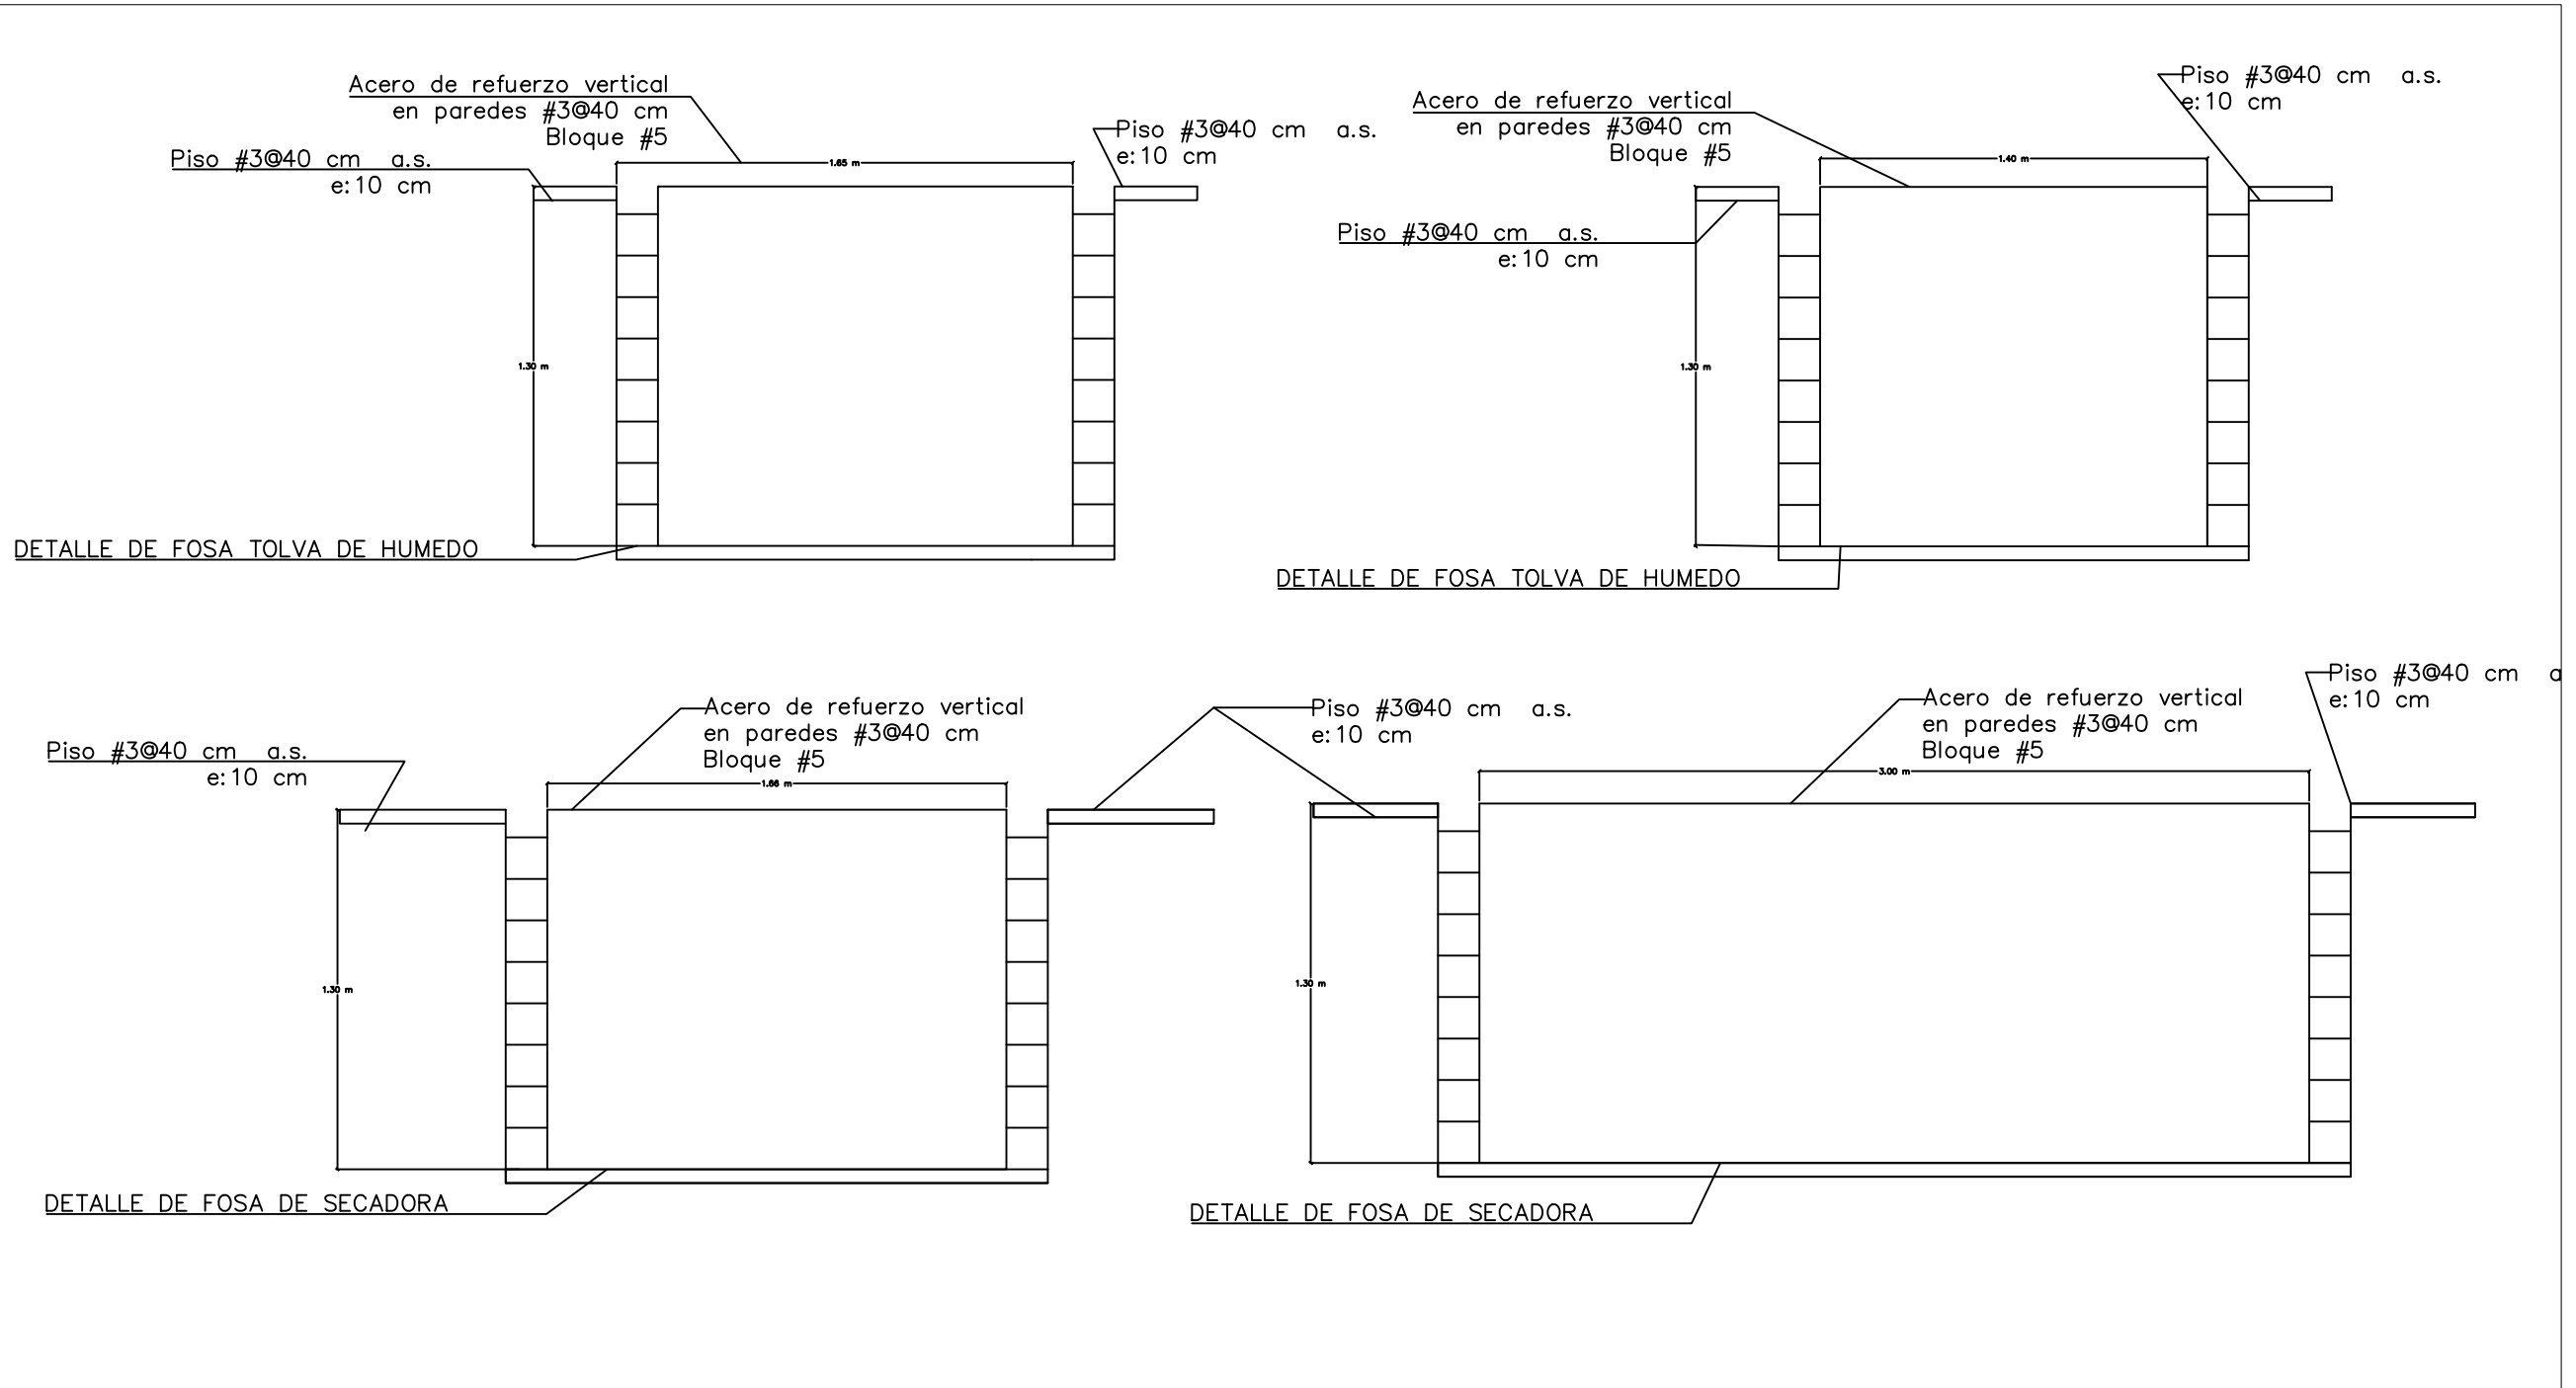 Acero de refuerzo vertical
en paredes #3@40 cm
Bloque #5
Piso #3@40 cm a.s.
e:10 cm
Piso #3@40 cm a.s.
e:10 cm
1.65 m
1.30 m
DETALLE DE FOSA TOLVA DE HUMEDO
Acero de refuerzo vertical
en paredes #3@40 cm
Bloque #5
Piso #3@40 cm a.s.
e:10 cm
1.40 m
Piso #3@40 cm a.s.
e:10 cm
1.30 m
DETALLE DE FOSA TOLVA DE HUMEDO
Acero de refuerzo vertical
en paredes #3@40 cm
Bloque #5
Piso #3@40 cm a.s.
e:10 cm
Piso #3@40 cm a.s.
e:10 cm
1.66 m
1.30 m
DETALLE DE FOSA DE SECADORA
Acero de refuerzo vertical
en paredes #3@40 cm
Bloque #5
Piso #3@40 cm a
e:10 cm
3.00 m
1.30 m
DETALLE DE FOSA DE SECADORA